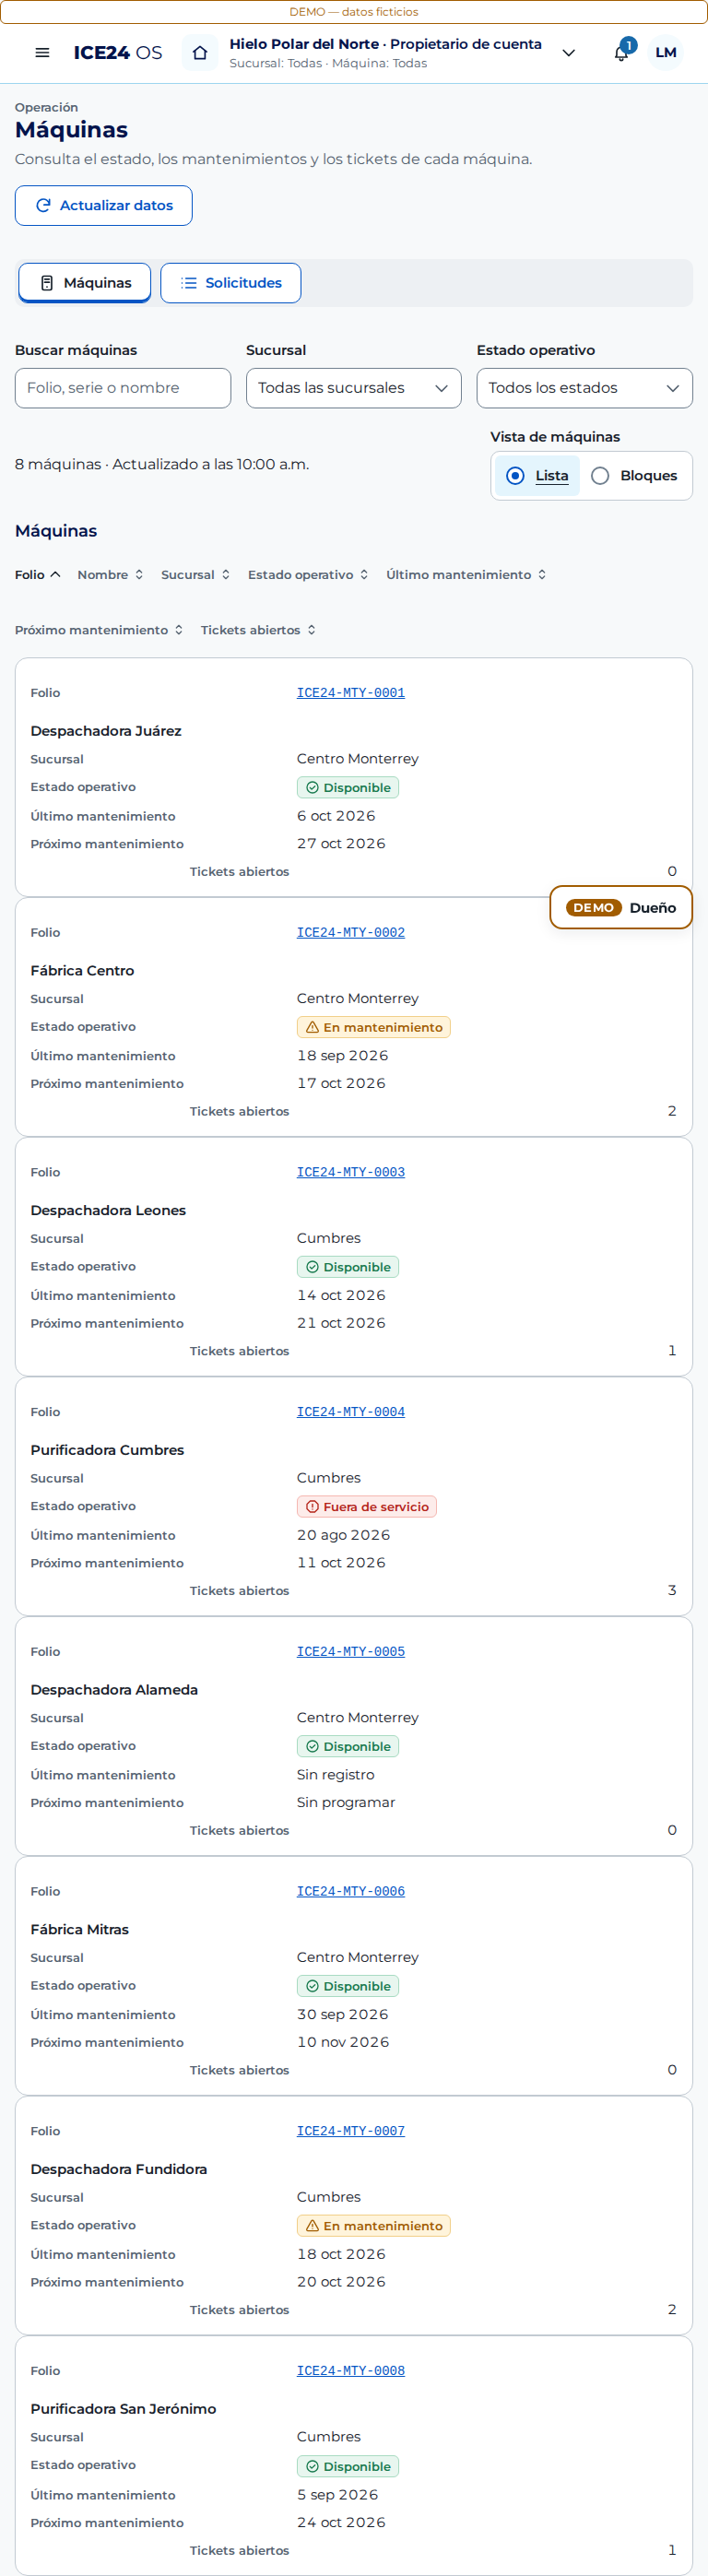 DEMO — datos ficticios
ICE24 OS
Hielo Polar del Norte · Propietario de cuenta
Sucursal: Todas · Máquina: Todas
1
LM
Operación
Máquinas
Consulta el estado, los mantenimientos y los tickets de cada máquina.
Actualizar datos
Máquinas Solicitudes
Buscar máquinas Sucursal Estado operativo
Folio, serie o nombre Todas las sucursales Todos los estados
Vista de máquinas
8 máquinas · Actualizado a las 10:00 a.m.
Lista Bloques
Máquinas
Folio Nombre Sucursal Estado operativo Último mantenimiento
Próximo mantenimiento Tickets abiertos
Folio ICE24-MTY-0001
Despachadora Juárez
Sucursal Centro Monterrey
Estado operativo Disponible
Último mantenimiento 6 oct 2026
Próximo mantenimiento 27 oct 2026
Tickets abiertos 0
DEMO Dueño
Folio ICE24-MTY-0002
Fábrica Centro
Sucursal Centro Monterrey
Estado operativo En mantenimiento
Último mantenimiento 18 sep 2026
Próximo mantenimiento 17 oct 2026
Tickets abiertos 2
Folio ICE24-MTY-0003
Despachadora Leones
Sucursal Cumbres
Estado operativo Disponible
Último mantenimiento 14 oct 2026
Próximo mantenimiento 21 oct 2026
Tickets abiertos 1
Folio ICE24-MTY-0004
Purificadora Cumbres
Sucursal Cumbres
Estado operativo Fuera de servicio
Último mantenimiento 20 ago 2026
Próximo mantenimiento 11 oct 2026
Tickets abiertos 3
Folio ICE24-MTY-0005
Despachadora Alameda
Sucursal Centro Monterrey
Estado operativo Disponible
Último mantenimiento Sin registro
Próximo mantenimiento Sin programar
Tickets abiertos 0
Folio ICE24-MTY-0006
Fábrica Mitras
Sucursal Centro Monterrey
Estado operativo Disponible
Último mantenimiento 30 sep 2026
Próximo mantenimiento 10 nov 2026
Tickets abiertos 0
Folio ICE24-MTY-0007
Despachadora Fundidora
Sucursal Cumbres
Estado operativo En mantenimiento
Último mantenimiento 18 oct 2026
Próximo mantenimiento 20 oct 2026
Tickets abiertos 2
Folio ICE24-MTY-0008
Purificadora San Jerónimo
Sucursal Cumbres
Estado operativo Disponible
Último mantenimiento 5 sep 2026
Próximo mantenimiento 24 oct 2026
Tickets abiertos 1